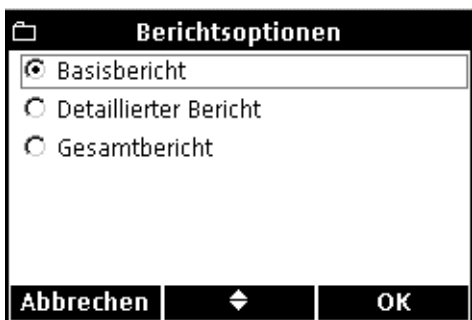 Berichtsoptionen
Basisbericht
Detaillierter Bericht
Gesamtbericht
Abbrechen OK